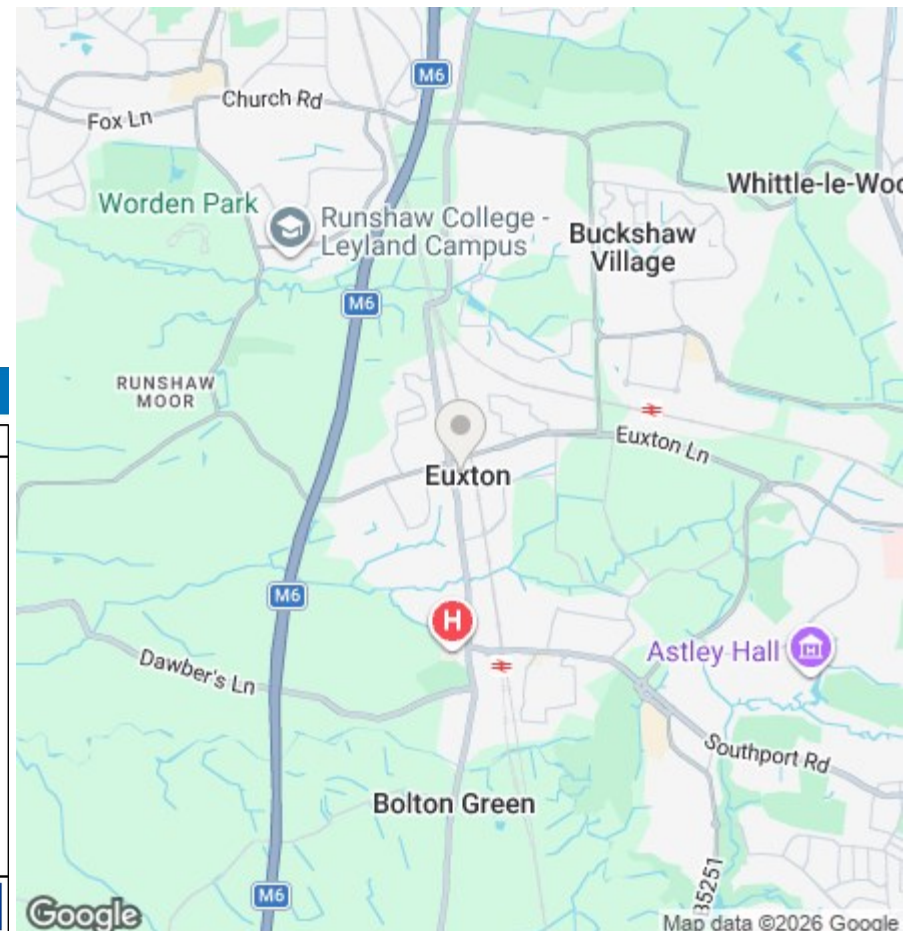 M6
Church Rd
Fox Ln
Whittle-le-Woo
Worden Park
Runshaw College -
Leyland Campus
Buckshaw
Village
M6
RUNSHAW
MOOR
Euxton Ln
Euxton
M6
H
Astley Hall
Dawber's Ln
Southport Rd
Bolton Green
B5251
M6
Google
Map data ©2026 Google